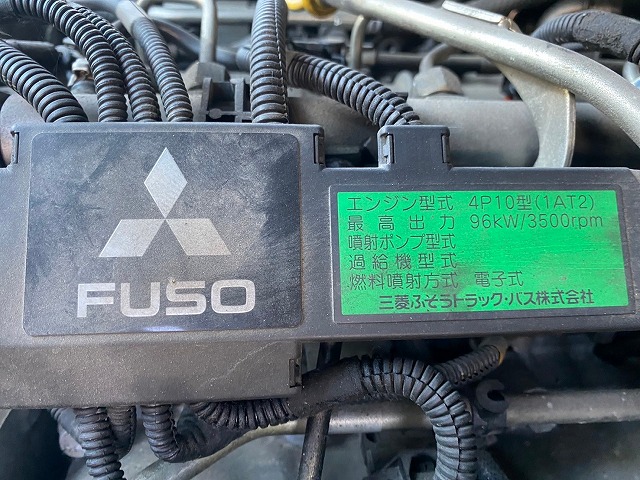 FUSO
エンジン型式 4P10型(1AT2)
最高出力 96kW/3500rpm
噴射ポンプ型式
過給機型式
燃料噴射方式 電子式
三菱ふそうトラック・バス株式会社